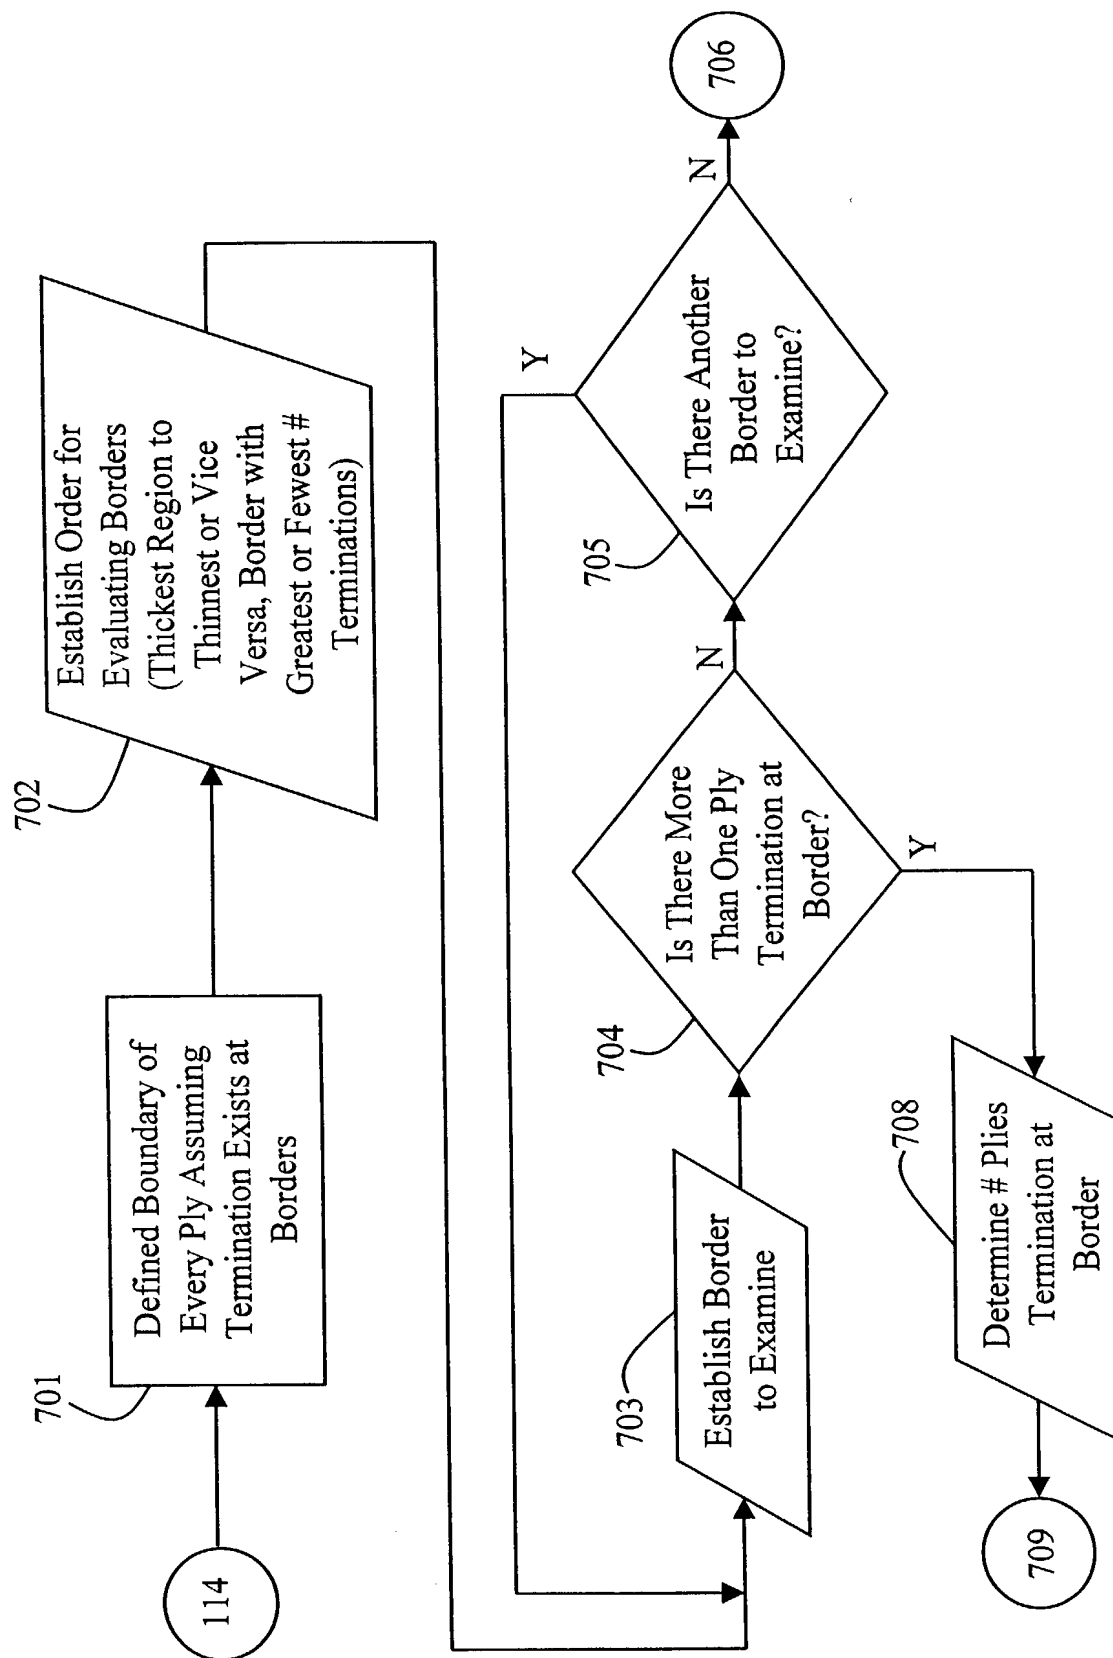 114
701
Defined Boundary of
Every Ply Assuming
Termination Exists at
Borders
702
Establish Order for
Evaluating Borders
(Thickest Region to
Thinnest or Vice
Versa, Border with
Greatest or Fewest #
Terminations)
703
Establish Border
to Examine
704
Is There More
Than One Ply
Termination at
Border?
N
Y
705
Is There Another
Border to
Examine?
Y
N
706
708
Determine # Plies
Termination at
Border
709